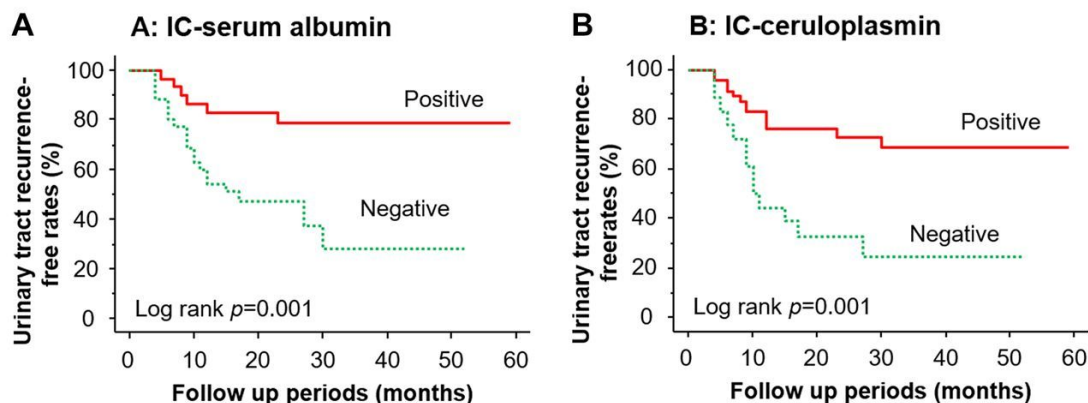 A
A: IC-serum albumin
Urinary tract recurrence-
free rates (%)
100
80
60
40
20
0
Positive
Negative
Log rank p=0.001
0 10 20 30 40 50 60
Follow up periods (months)
B
B: IC-ceruloplasmin
Urinary tract recurrence-
freerates (%)
100
80
60
40
20
0
Positive
Negative
Log rank p=0.001
0 10 20 30 40 50 60
Follow up periods (months)